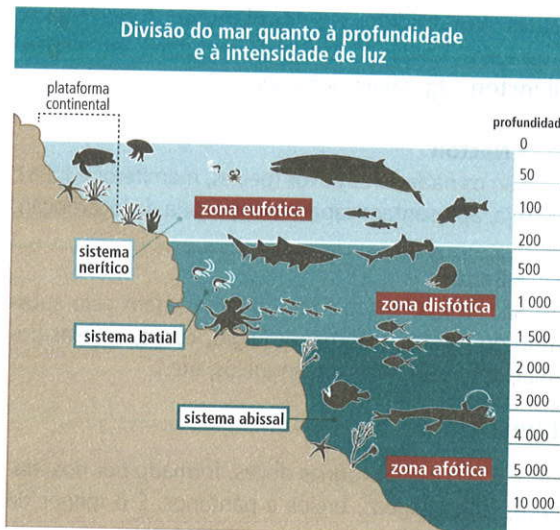 Divisão do mar quanto à profundidade
e à intensidade de luz
plataforma
continental
profundidad
0
50
100
200
500
1 000
1 500
2 000
3 000
4 000
5 000
10 000
zona eufótica
sistema
nerítico
zona disfótica
sistema batial
sistema abissal
zona afótica